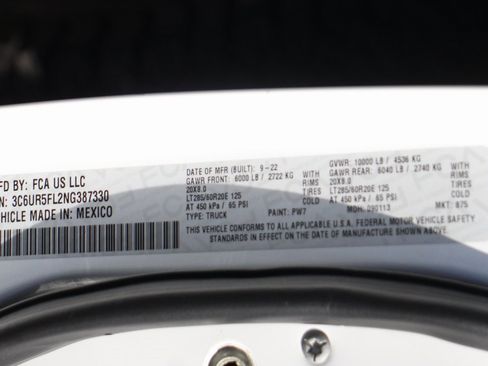 MFD BY: FCA US LLC
N: 3C6UR5FL2NG387330
VEHICLE MADE IN: MEXICO
DATE OF MFR (BUILT): 9-22
GAWR FRONT: 6000 LB / 2722 KG
WITH
20X8.0
RIMS
LT285/60R20E 125
TIRES
AT 450 kPa / 65 PSI
TYPE: TRUCK
PAINT: PW7
GVWR: 10000 LB / 4536 KG
GAWR REAR: 6040 LB / 2740 KG
WITH
20X8.0
RIMS
LT285/60R20E 125
TIRES
AT 450 kPa / 65 PSI
MDH: 090113
MKT: 875
THIS VEHICLE CONFORMS TO ALL APPLICABLE U.S.A. FEDERAL MOTOR VEHICLE SAFETY
STANDARDS IN EFFECT ON THE DATE OF MANUFACTURE SHOWN ABOVE.